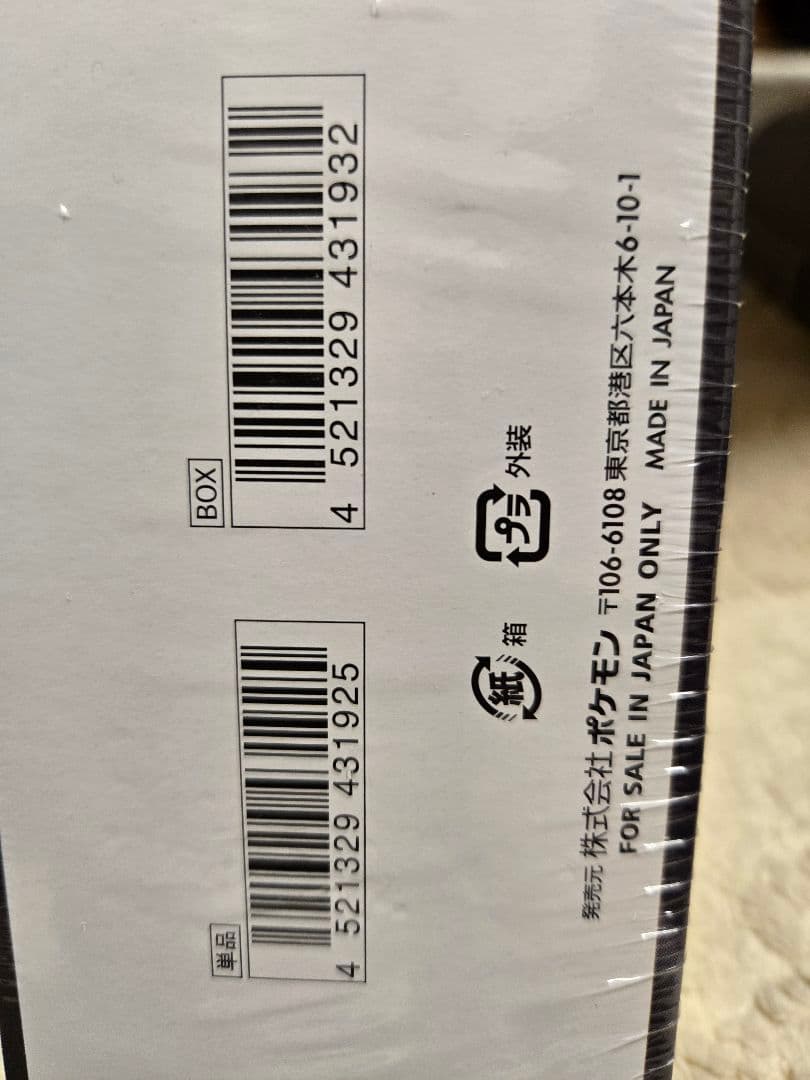 単品
4 521329 431925
BOX
4 521329 431932
紙 箱
プラ 外装
発売元 株式会社ポケモン 〒106-6108 東京都港区六本木6-10-1
FOR SALE IN JAPAN ONLY MADE IN JAPAN